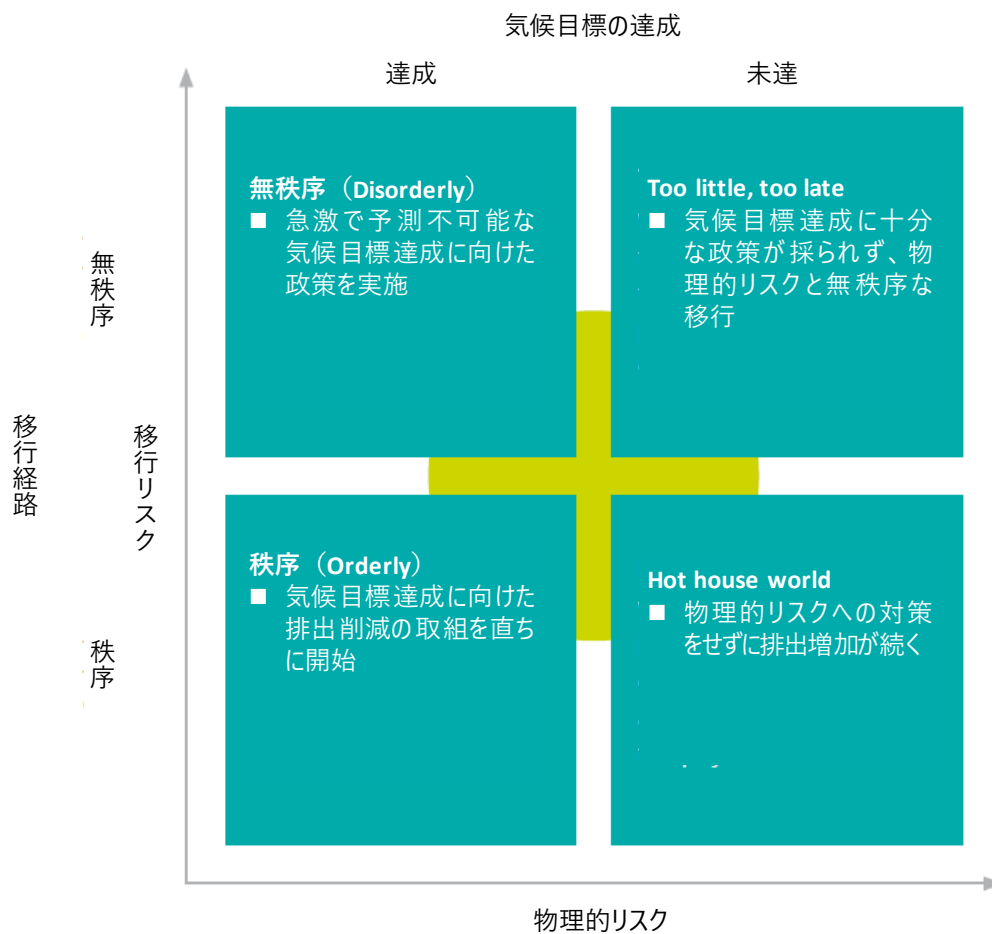 気候目標の達成
達成
未達
無秩序（Disorderly）
■ 急激で予測不可能な
気候目標達成に向けた
政策を実施
Too little, too late
■ 気候目標達成に十分
な政策が採られず、物
理的リスクと無秩序な
移行
無秩序
移行経路
移行リスク
秩序
秩序（Orderly）
■ 気候目標達成に向けた
排出削減の取組を直ち
に開始
Hot house world
■ 物理的リスクへの対策
をせずに排出増加が続く
物理的リスク